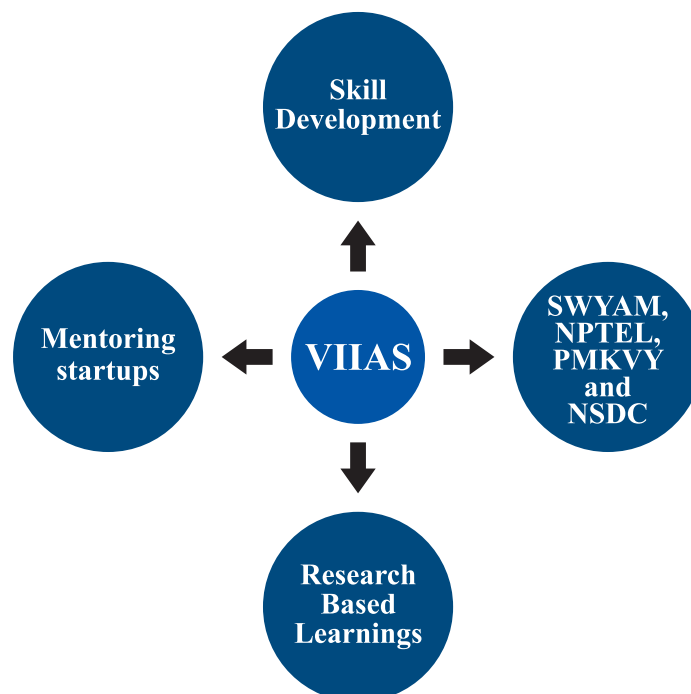 Skill
Development
Mentoring
startups
VIIAS
SWYAM,
NPTEL,
PMKVY
and
NSDC
Research
Based
Learnings